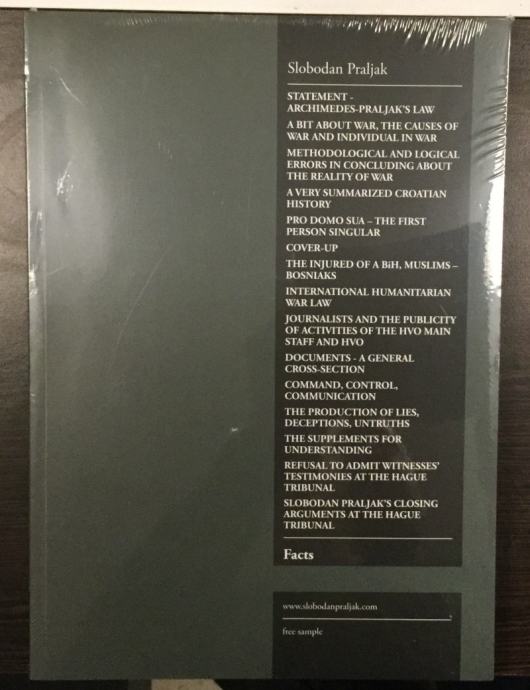 Slobodan Praljak
STATEMENT -
ARCHIMEDES-PRALJAK'S LAW
A BIT ABOUT WAR, THE CAUSES OF
WAR AND INDIVIDUAL IN WAR
METHODOLOGICAL AND LOGICAL
ERRORS IN CONCLUDING ABOUT
THE REALITY OF WAR
A VERY SUMMARIZED CROATIAN
HISTORY
PRO DOMO SUA – THE FIRST
PERSON SINGULAR
COVER-UP
THE INJURED OF A BiH, MUSLIMS –
BOSNIAKS
INTERNATIONAL HUMANITARIAN
WAR LAW
JOURNALISTS AND THE PUBLICITY
OF ACTIVITIES OF THE HVO MAIN
STAFF AND HVO
DOCUMENTS - A GENERAL
CROSS-SECTION
COMMAND, CONTROL,
COMMUNICATION
THE PRODUCTION OF LIES,
DECEPTIONS, UNTRUTHS
THE SUPPLEMENTS FOR
UNDERSTANDING
REFUSAL TO ADMIT WITNESSES'
TESTIMONIES AT THE HAGUE
TRIBUNAL
SLOBODAN PRALJAK'S CLOSING
ARGUMENTS AT THE HAGUE
TRIBUNAL
Facts
www.slobodanpraljak.com
free sample